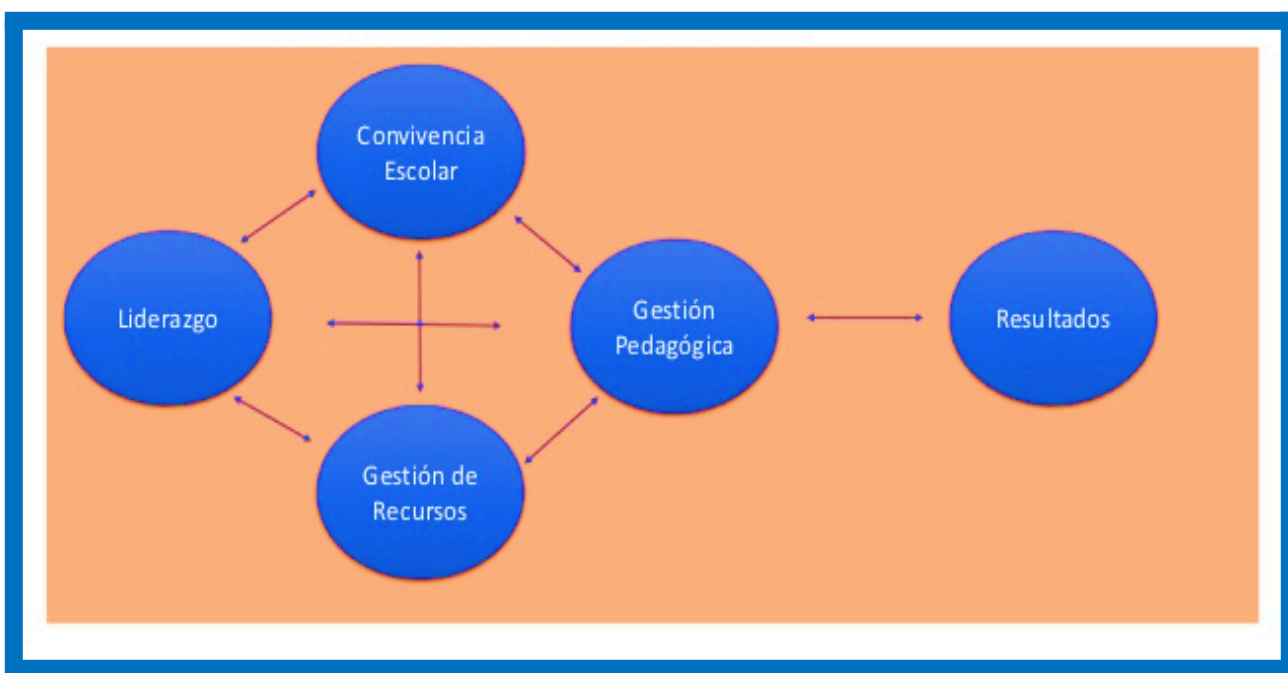 Convivencia
Escolar
Liderazgo
Gestión
Pedagógica
Resultados
Gestión de
Recursos